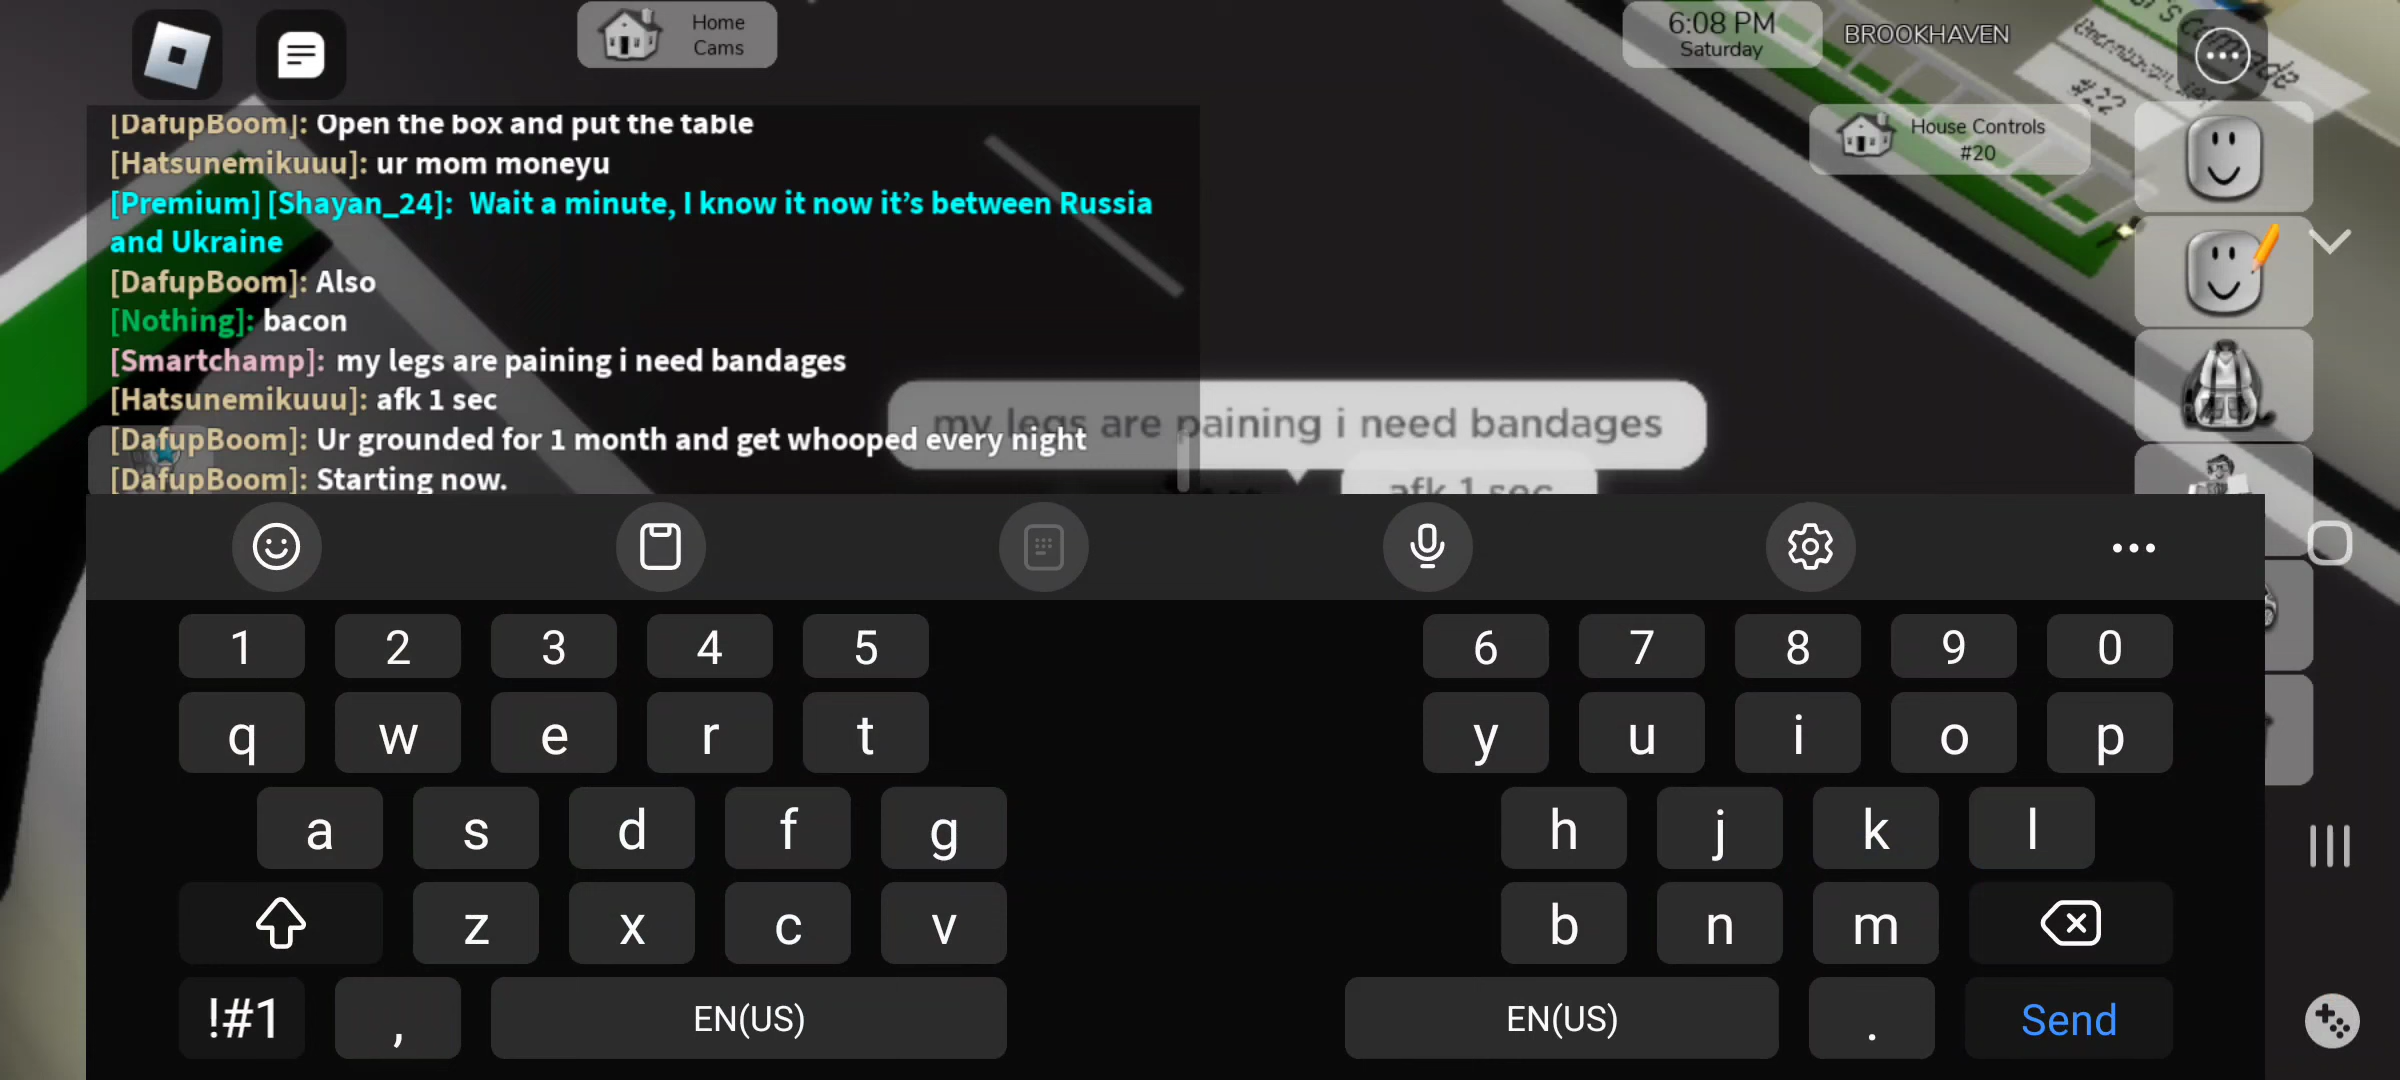 Home
Cams
6:08 PM
Saturday
BROOKHAVEN
#22
House Controls
#20
[DafupBoom]: Open the box and put the table
[Hatsunemikuuu]: ur mom moneyu
[Premium] [Shayan_24]: Wait a minute, I know it now it’s between Russia
and Ukraine
[DafupBoom]: Also
[Nothing]: bacon
[Smartchamp]: my legs are paining i need bandages
[Hatsunemikuuu]: afk 1 sec
[DafupBoom]: Ur grounded for 1 month and get whooped every night
[DafupBoom]: Starting now.
my legs are paining i need bandages
afk 1 sec
1 2 3 4 5 6 7 8 9 0
q w e r t y u i o p
a s d f g h j k l
z x c v b n m
!#1 , EN(US) EN(US) . Send